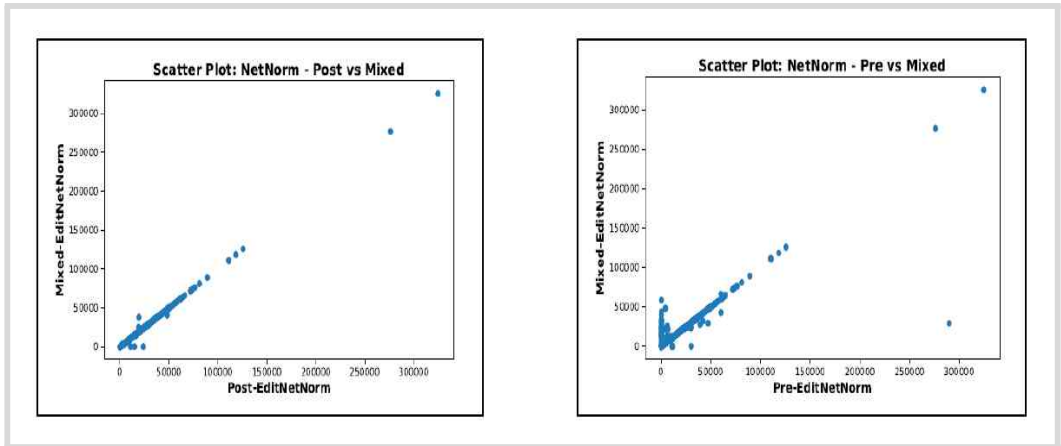 Scatter Plot: NetNorm - Post vs Mixed
Mixed-EditNetNorm
300000
250000
200000
150000
100000
50000
0
0 50000 100000 150000 200000 250000 300000
Post-EditNetNorm
Scatter Plot: NetNorm - Pre vs Mixed
Mixed-EditNetNorm
300000
250000
200000
150000
100000
50000
0
0 50000 100000 150000 200000 250000 300000
Pre-EditNetNorm